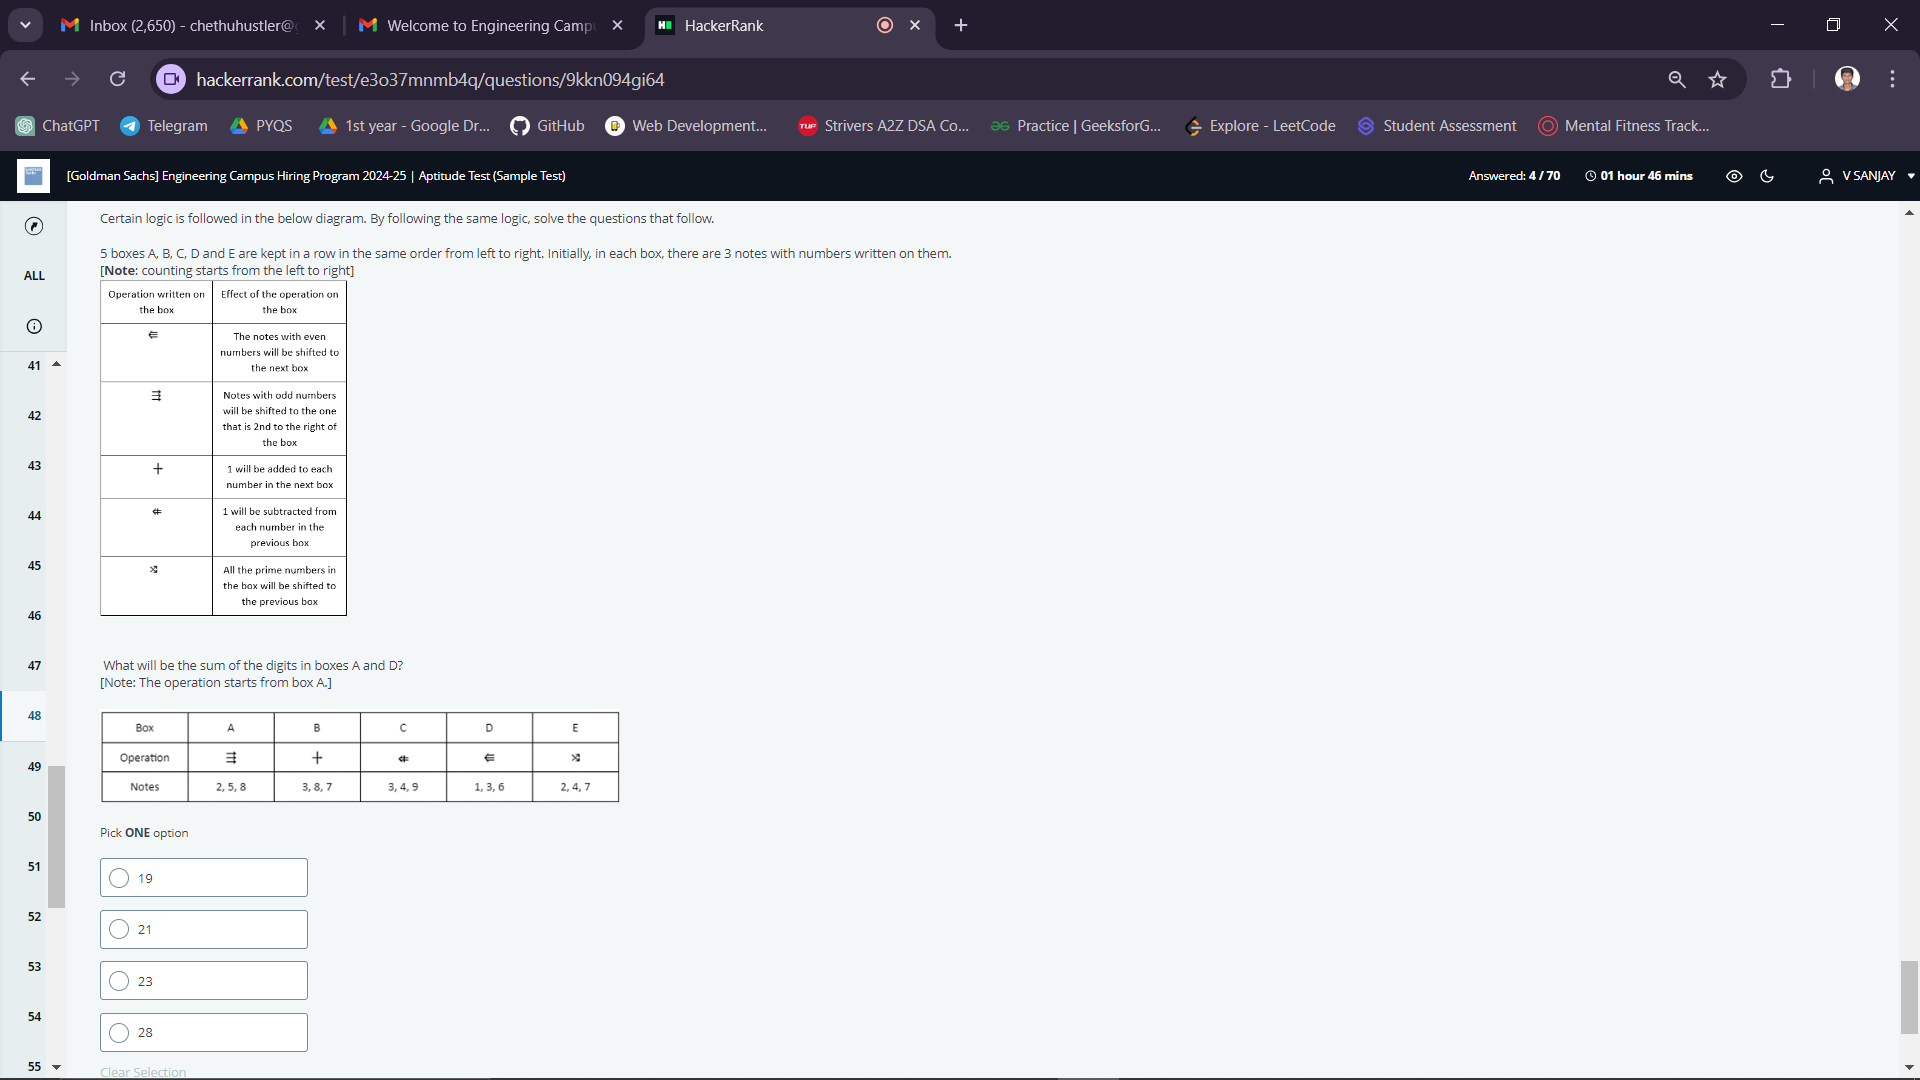 Inbox (2,650) - chethuhustler@g
Welcome to Engineering Camp
HackerRank
hackerrank.com/test/e3o37mnmb4q/questions/9kkn094gi64
ChatGPT
Telegram
PYQS
1st year - Google Dr...
GitHub
Web Development...
TUF
Strivers A2Z DSA Co...
Practice | GeeksforG...
Explore - LeetCode
Student Assessment
Mental Fitness Track...
[Goldman Sachs] Engineering Campus Hiring Program 2024-25 | Aptitude Test (Sample Test)
Answered: 4 / 70
01 hour 46 mins
V SANJAY
ALL
41
42
43
44
45
46
47
48
49
50
51
52
53
54
55
Certain logic is followed in the below diagram. By following the same logic, solve the questions that follow.
5 boxes A, B, C, D and E are kept in a row in the same order from left to right. Initially, in each box, there are 3 notes with numbers written on them.
[Note: counting starts from the left to right]
Operation written on
the box
Effect of the operation on
the box
⋸
The notes with even
numbers will be shifted to
the next box
⇶
Notes with odd numbers
will be shifted to the one
that is 2nd to the right of
the box
+
1 will be added to each
number in the next box
⇺
1 will be subtracted from
each number in the
previous box
⤮
All the prime numbers in
the box will be shifted to
the previous box
What will be the sum of the digits in boxes A and D?
[Note: The operation starts from box A.]
Box A B C D E
Operation ⇶ + ⇺ ⋸ ⤮
Notes 2, 5, 8 3, 8, 7 3, 4, 9 1, 3, 6 2, 4, 7
Pick ONE option
19
21
23
28
Clear Selection